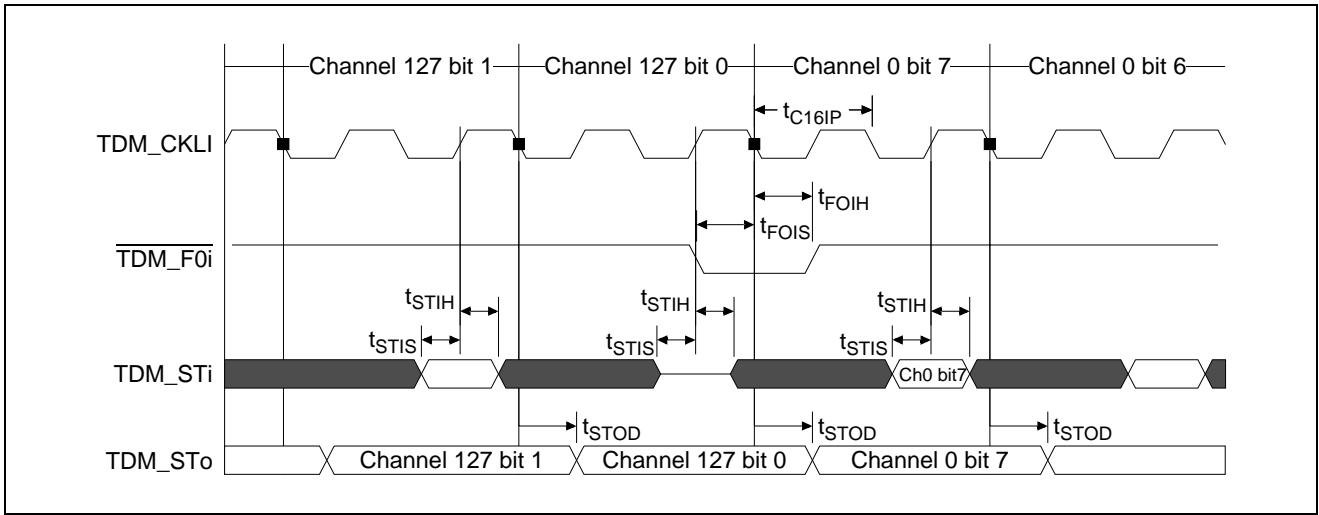 Channel 127 bit 1 Channel 127 bit 0 Channel 0 bit 7 Channel 0 bit 6
tC16IP
TDM_CKLI
tFOIH
tFOIS
TDM_F0i
tSTIH tSTIH tSTIH
tSTIS tSTIS tSTIS
TDM_STi Ch0 bit7
tSTOD tSTOD tSTOD
TDM_STo Channel 127 bit 1 Channel 127 bit 0 Channel 0 bit 7